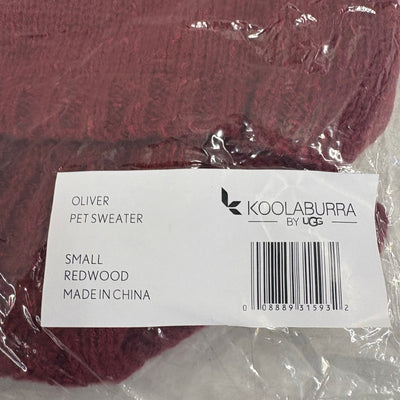 OLIVER
PET SWEATER
SMALL
REDWOOD
MADE IN CHINA
KOOLABURRA
BY UGG
0 08889 31593 2